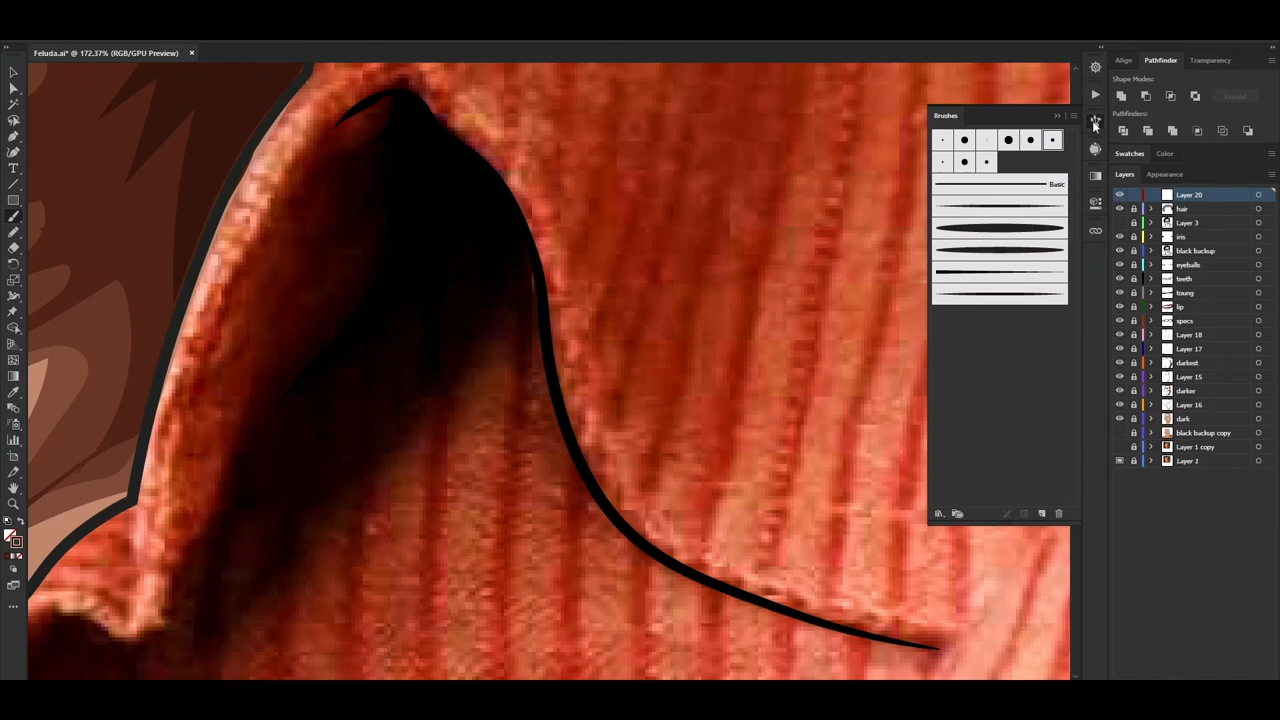 Feluda.ai* @ 172.37% (RGB/GPU Preview)
Align
Pathfinder
Transparency
Shape Modes:
Expand
Pathfinders:
Brushes
Basic
Swatches
Color
Layers
Appearance
Layer 20
hair
Layer 3
iris
black backup
eyeballs
teeth
toung
lip
specs
Layer 18
Layer 17
darkest
Layer 15
darker
Layer 16
dark
black backup copy
Layer 1 copy
Layer 1